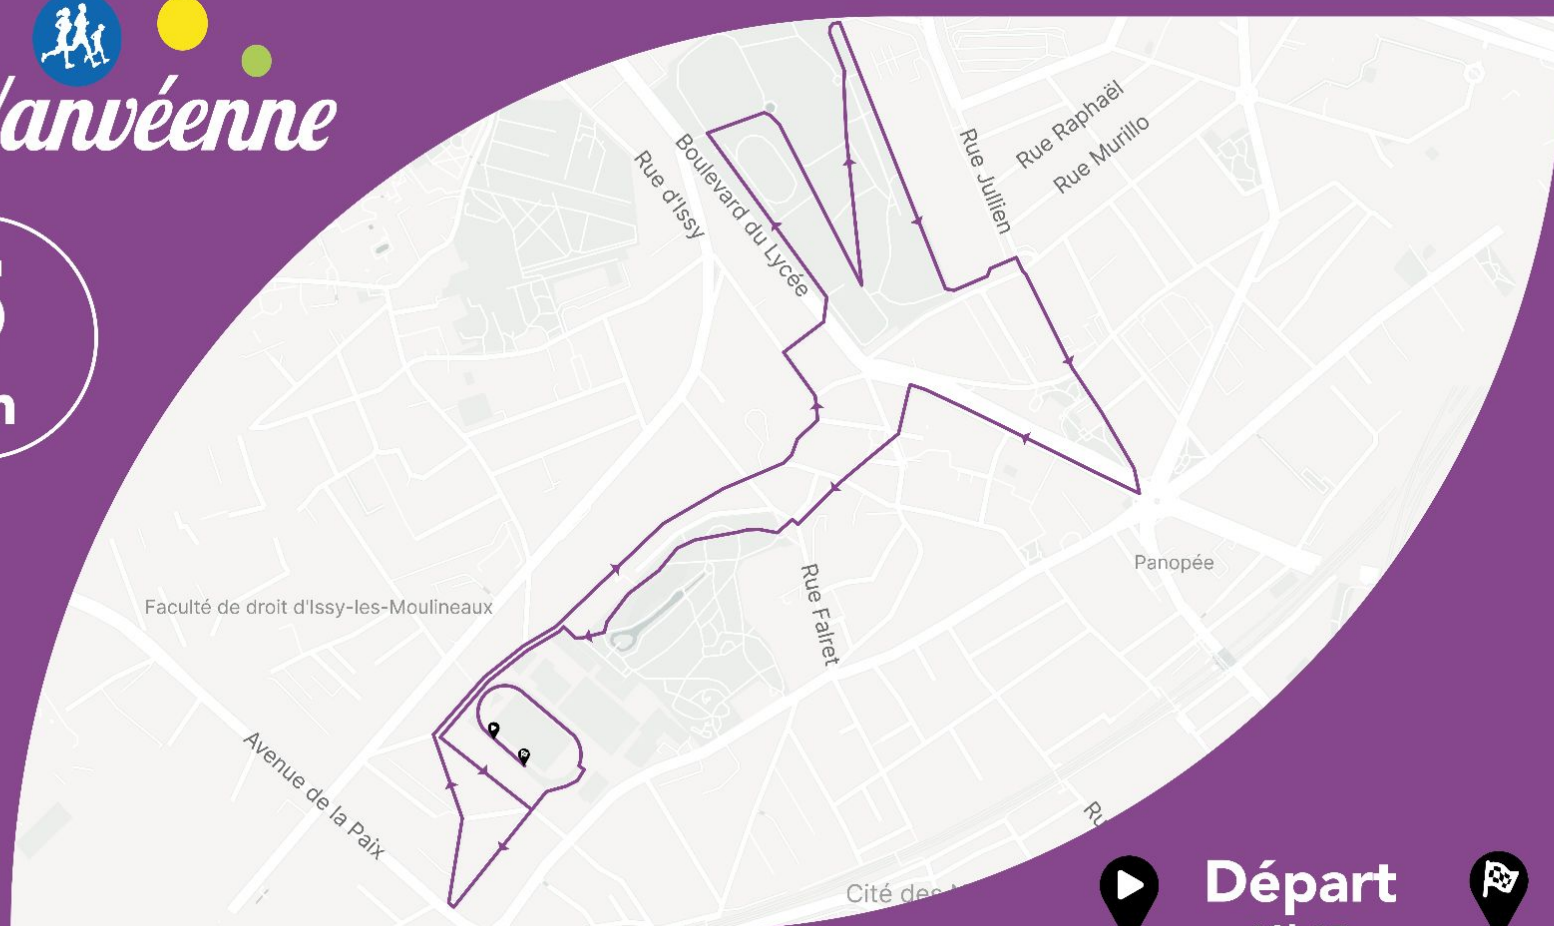 Rue Raphaël
Rue Murillo
Rue Jullien
Boulevard du Lycée
Rue d'Issy
Panopée
Rue Falret
Faculté de droit d'Issy-les-Moulineaux
Avenue de la Paix
Départ